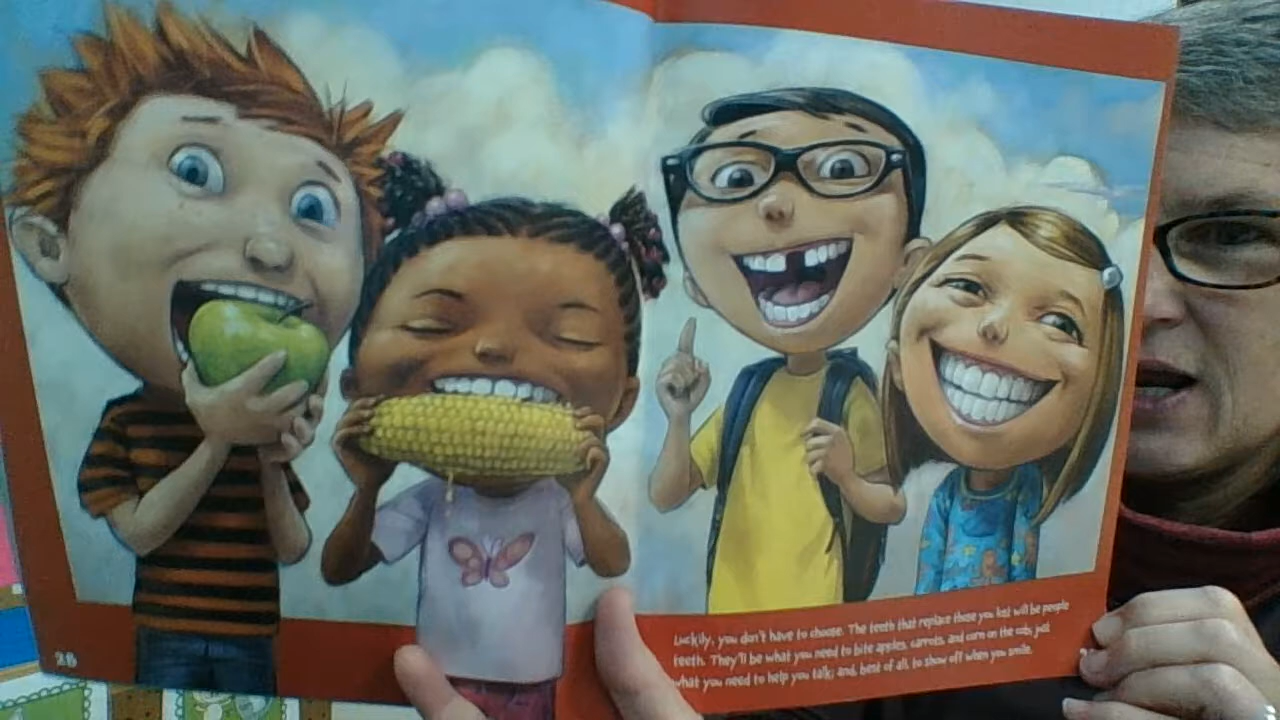 Luckily, you don't have to choose. The teeth that replace those you lost will be people
teeth. They'll be what you need to bite apples, carrots, and corn on the cob; just
what you need to help you talk; and, best of all, to show off when you smile.
28